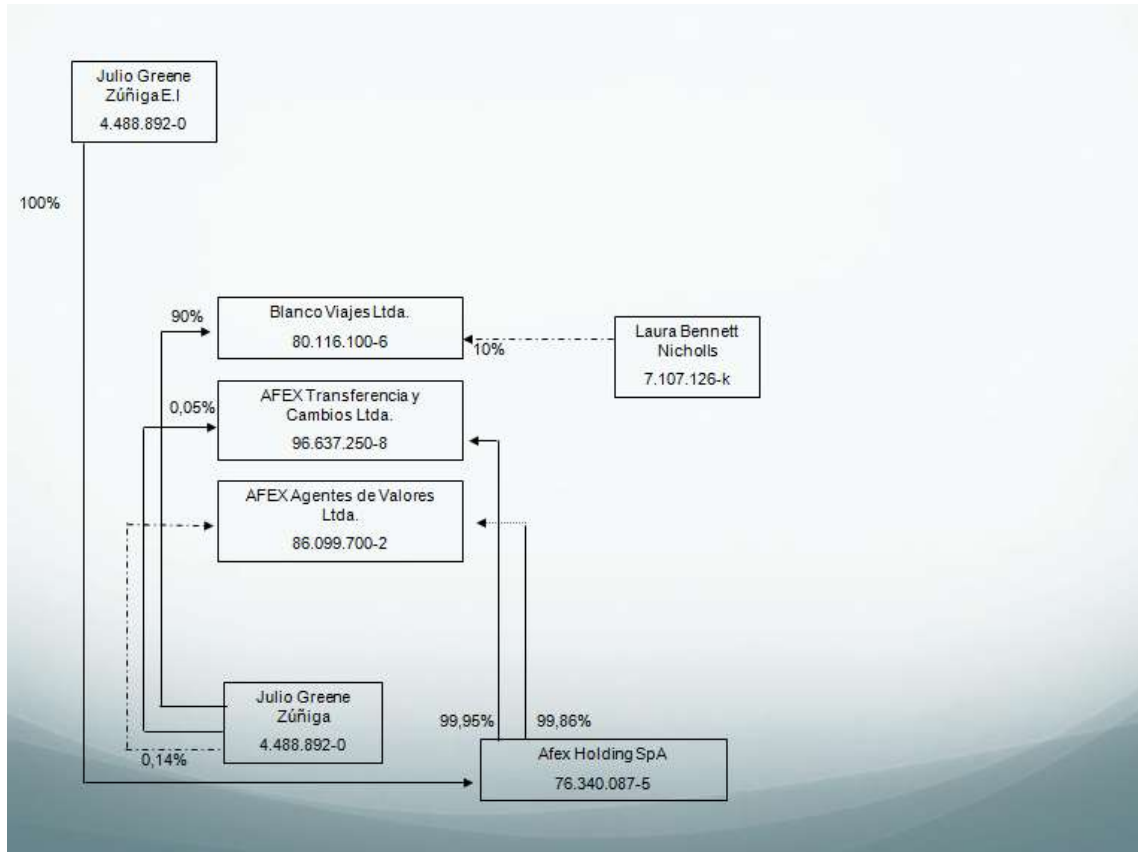 Julio Greene
Zúñiga E.I
4.488.892-0
100%
90%
Blanco Viajes Ltda.
80.116.100-6
10%
Laura Bennett
Nicholls
7.107.126-k
0,05%
AFEX Transferencia y
Cambios Ltda.
96.637.250-8
AFEX Agentes de Valores
Ltda.
86.099.700-2
Julio Greene
Zúñiga
4.488.892-0
0,14%
99,95%
99,86%
Afex Holding SpA
76.340.087-5